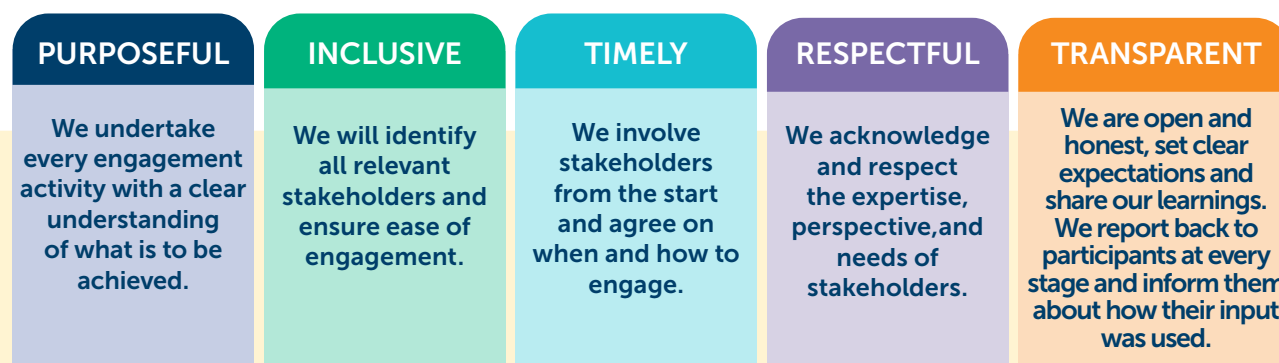 PURPOSEFUL
We undertake
every engagement
activity with a clear
understanding
of what is to be
achieved.
INCLUSIVE
We will identify
all relevant
stakeholders and
ensure ease of
engagement.
TIMELY
We involve
stakeholders
from the start
and agree on
when and how to
engage.
RESPECTFUL
We acknowledge
and respect
the expertise,
perspective,and
needs of
stakeholders.
TRANSPARENT
We are open and
honest, set clear
expectations and
share our learnings.
We report back to
participants at every
stage and inform them
about how their input
was used.